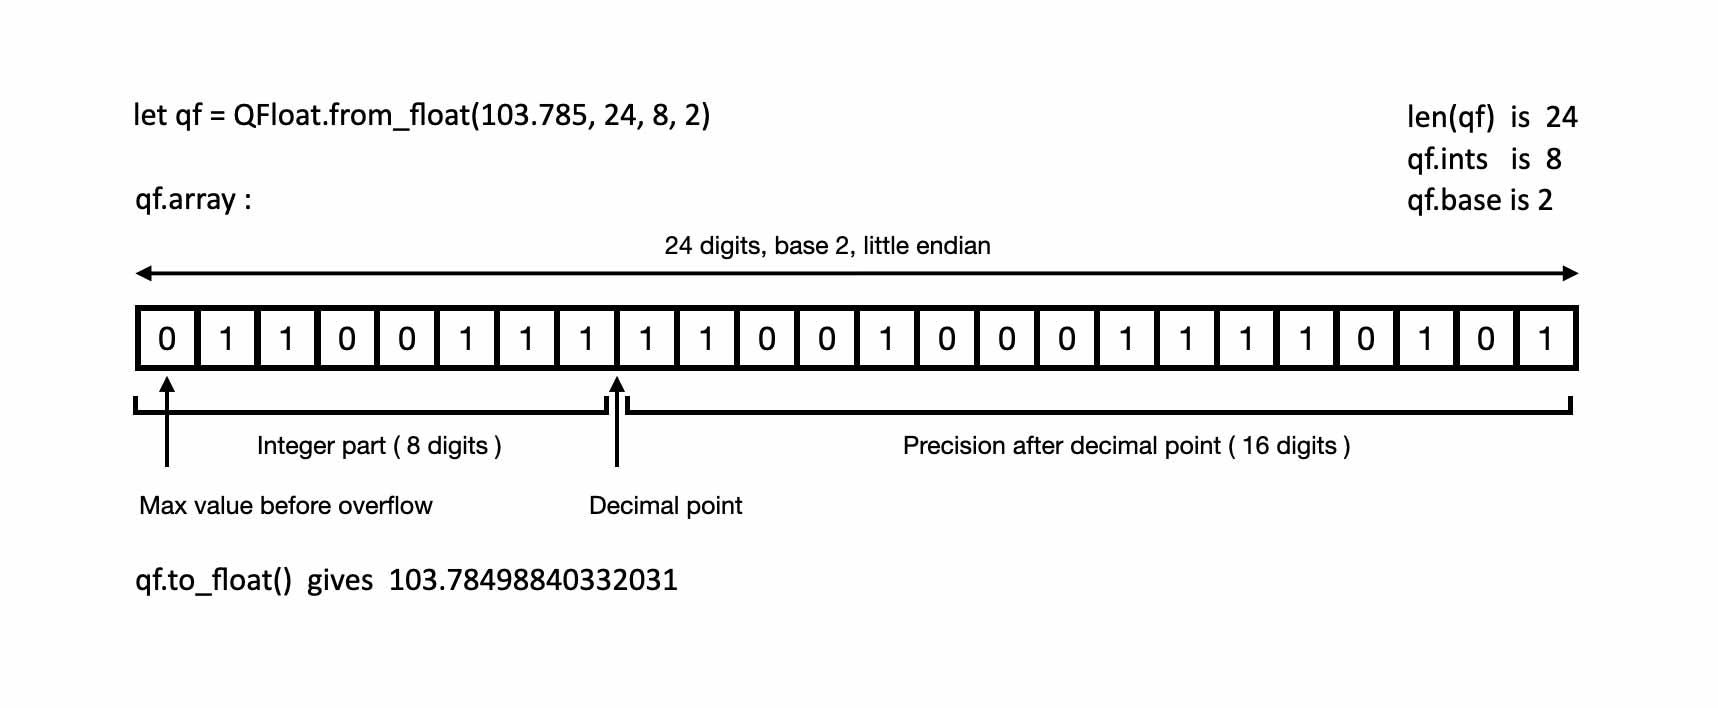 let qf = QFloat.from_float(103.785, 24, 8, 2)
len(qf) is 24
qf.ints is 8
qf.array :
qf.base is 2
24 digits, base 2, little endian
0 1 1 0 0 1 1 1 1 1 0 0 1 0 0 0 1 1 1 1 0 1 0 1
Integer part ( 8 digits )
Precision after decimal point ( 16 digits )
Max value before overflow
Decimal point
qf.to_float() gives 103.78498840332031